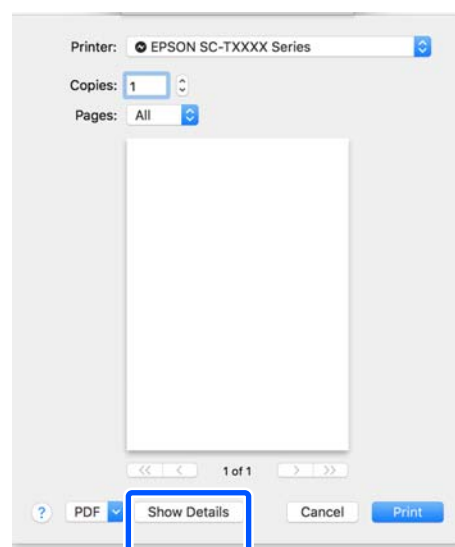 Printer: EPSON SC-TXXXX Series
Copies: 1
Pages: All
<< < 1 of 1 > >>
? PDF Show Details Cancel Print